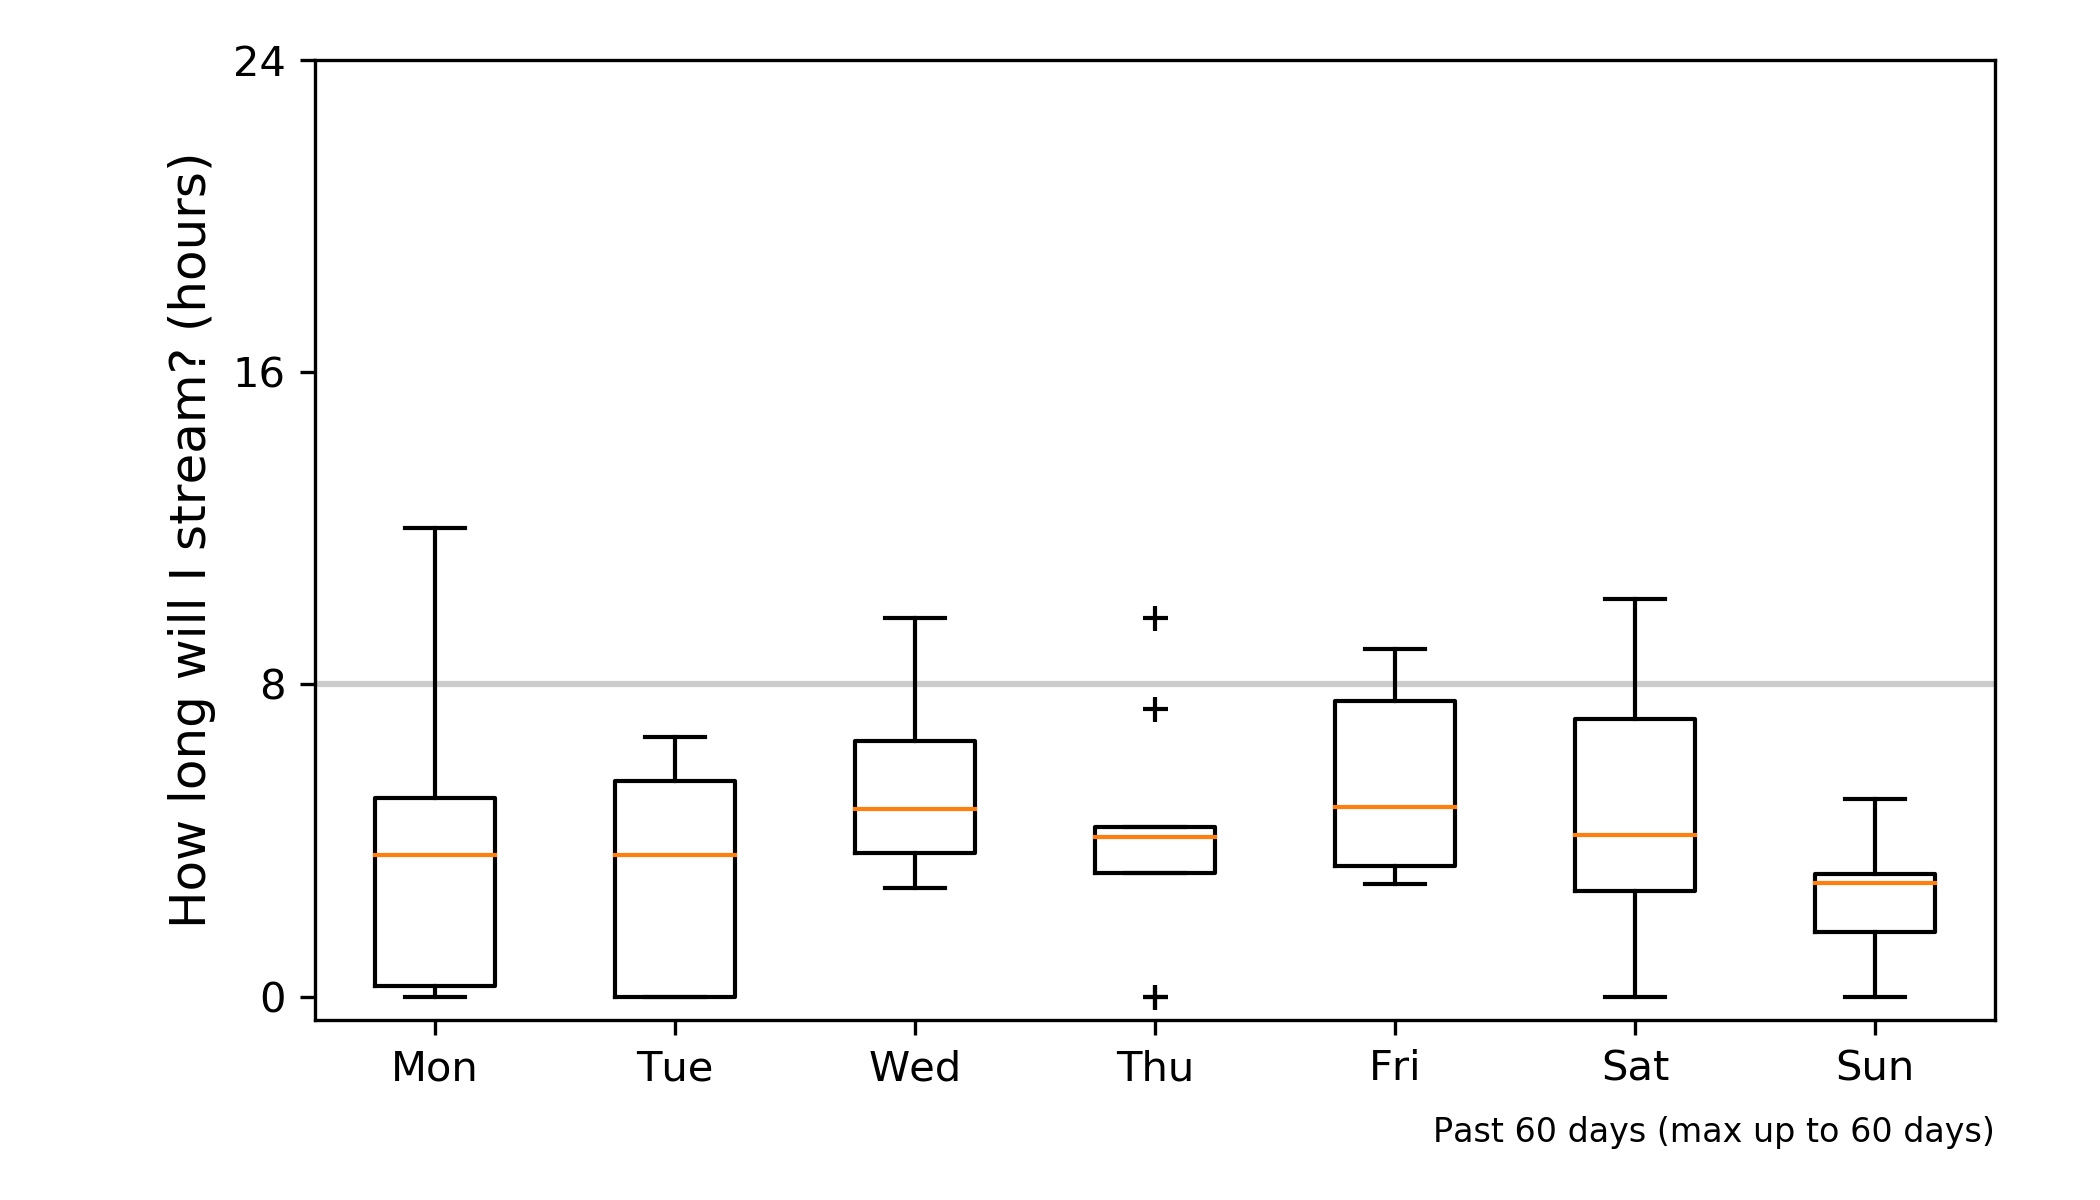 How long will I stream? (hours)
24
16
8
0
Mon Tue Wed Thu Fri Sat Sun
Past 60 days (max up to 60 days)